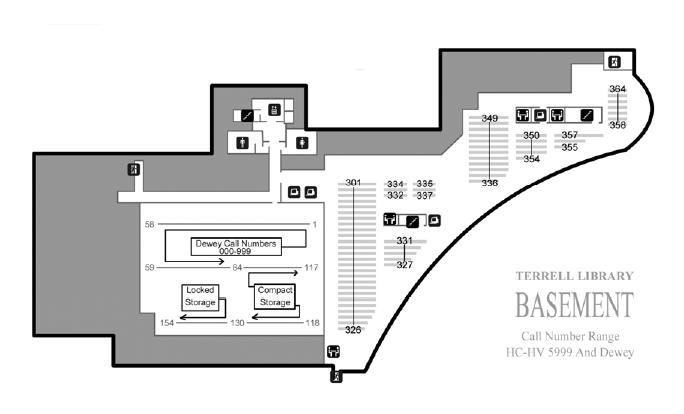 364
358
349
350
357
355
354
336
301
334
335
332
337
331
327
326
58
1
Dewey Call Numbers
000-999
59
84
117
Locked
Storage
Compact
Storage
154
130
118
TERRELL LIBRARY
BASEMENT
Call Number Range
HC-HV 5999 And Dewey